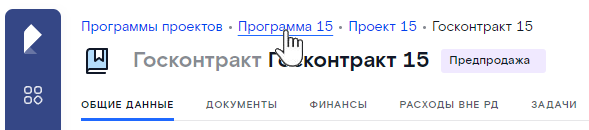 Программы проектов • Программа 15 • Проект 15 • Госконтракт 15
Госконтракт Госконтракт 15 Предпродажа
ОБЩИЕ ДАННЫЕ ДОКУМЕНТЫ ФИНАНСЫ РАСХОДЫ ВНЕ РД ЗАДАЧИ